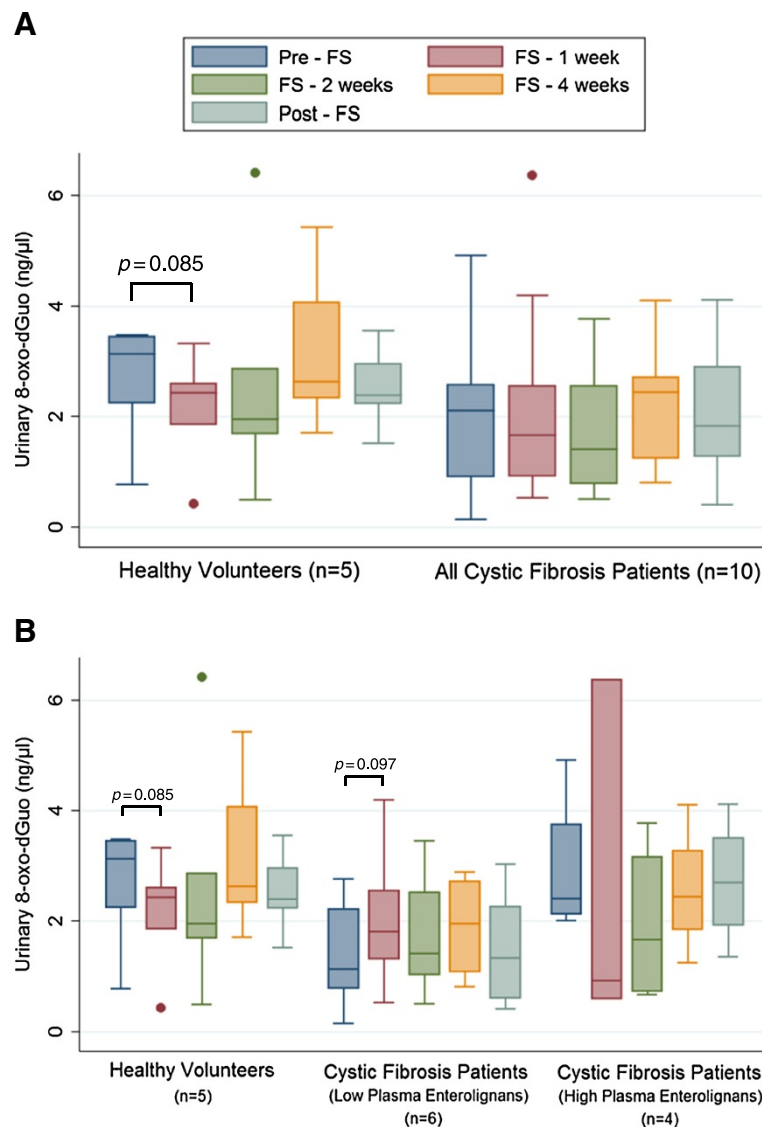 A
Pre - FS
FS - 1 week
FS - 2 weeks
FS - 4 weeks
Post - FS
Urinary 8-oxo-dGuo (ng/µl)
6
4
2
0
p=0.085
Healthy Volunteers (n=5)
All Cystic Fibrosis Patients (n=10)
B
Urinary 8-oxo-dGuo (ng/µl)
6
4
2
0
p=0.085
p=0.097
Healthy Volunteers
(n=5)
Cystic Fibrosis Patients
(Low Plasma Enterolignans)
(n=6)
Cystic Fibrosis Patients
(High Plasma Enterolignans)
(n=4)